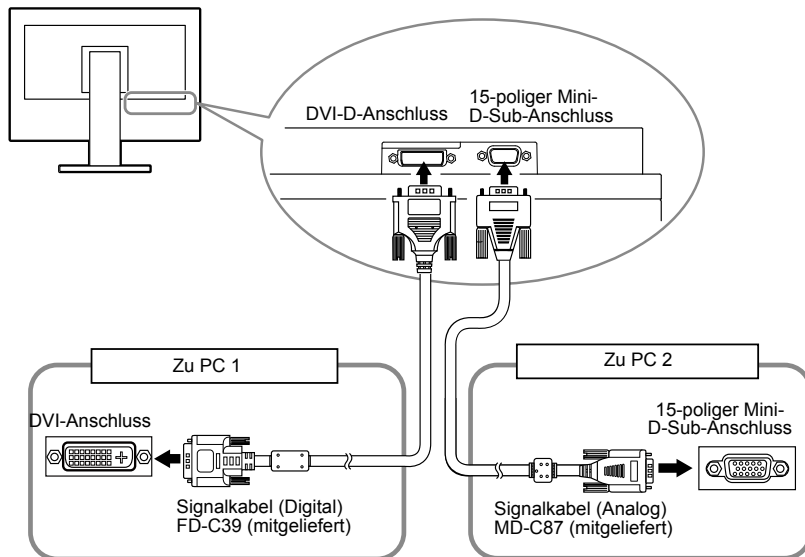 DVI-D-Anschluss
15-poliger Mini-
D-Sub-Anschluss
Zu PC 1
DVI-Anschluss
Signalkabel (Digital)
FD-C39 (mitgeliefert)
Zu PC 2
15-poliger Mini-
D-Sub-Anschluss
Signalkabel (Analog)
MD-C87 (mitgeliefert)